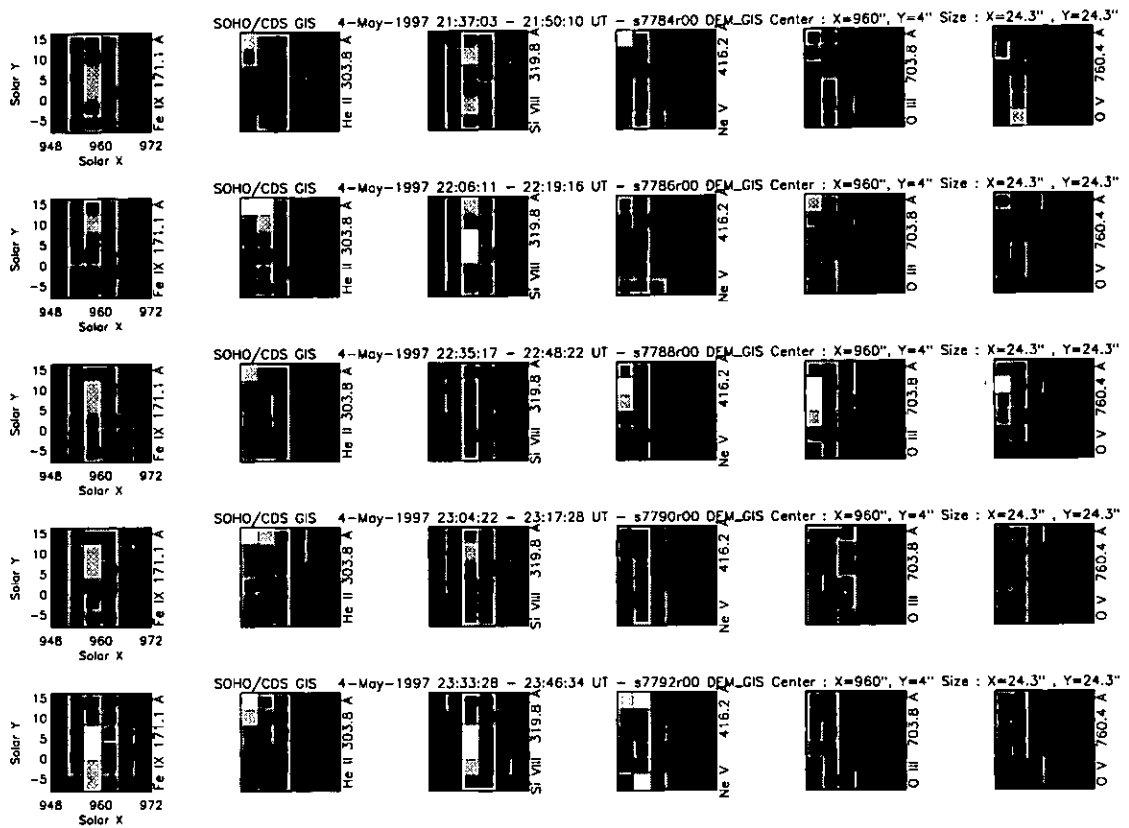 SOHO/CDS GIS 4-May-1997 21:37:03 - 21:50:10 UT - s7784r00 DEM_GIS Center : X=960", Y=4" Size : X=24.3" , Y=24.3"
Solar Y
15
10
5
0
-5
948 960 972
Solar X
Fe IX 171.1 A
He II 303.8 A
Si VIII 319.8 A
Ne V 416.2 A
O III 703.8 A
O V 760.4 A
SOHO/CDS GIS 4-May-1997 22:06:11 - 22:19:16 UT - s7786r00 DEM_GIS Center : X=960", Y=4" Size : X=24.3" , Y=24.3"
Solar Y
15
10
5
0
-5
948 960 972
Solar X
Fe IX 171.1 A
He II 303.8 A
Si VIII 319.8 A
Ne V 416.2 A
O III 703.8 A
O V 760.4 A
SOHO/CDS GIS 4-May-1997 22:35:17 - 22:48:22 UT - s7788r00 DEM_GIS Center : X=960", Y=4" Size : X=24.3" , Y=24.3"
Solar Y
15
10
5
0
-5
948 960 972
Solar X
Fe IX 171.1 A
He II 303.8 A
Si VIII 319.8 A
Ne V 416.2 A
O III 703.8 A
O V 760.4 A
SOHO/CDS GIS 4-May-1997 23:04:22 - 23:17:28 UT - s7790r00 DEM_GIS Center : X=960", Y=4" Size : X=24.3" , Y=24.3"
Solar Y
15
10
5
0
-5
948 960 972
Solar X
Fe IX 171.1 A
He II 303.8 A
Si VIII 319.8 A
Ne V 416.2 A
O III 703.8 A
O V 760.4 A
SOHO/CDS GIS 4-May-1997 23:33:28 - 23:46:34 UT - s7792r00 DEM_GIS Center : X=960", Y=4" Size : X=24.3" , Y=24.3"
Solar Y
15
10
5
0
-5
948 960 972
Solar X
Fe IX 171.1 A
He II 303.8 A
Si VIII 319.8 A
Ne V 416.2 A
O III 703.8 A
O V 760.4 A